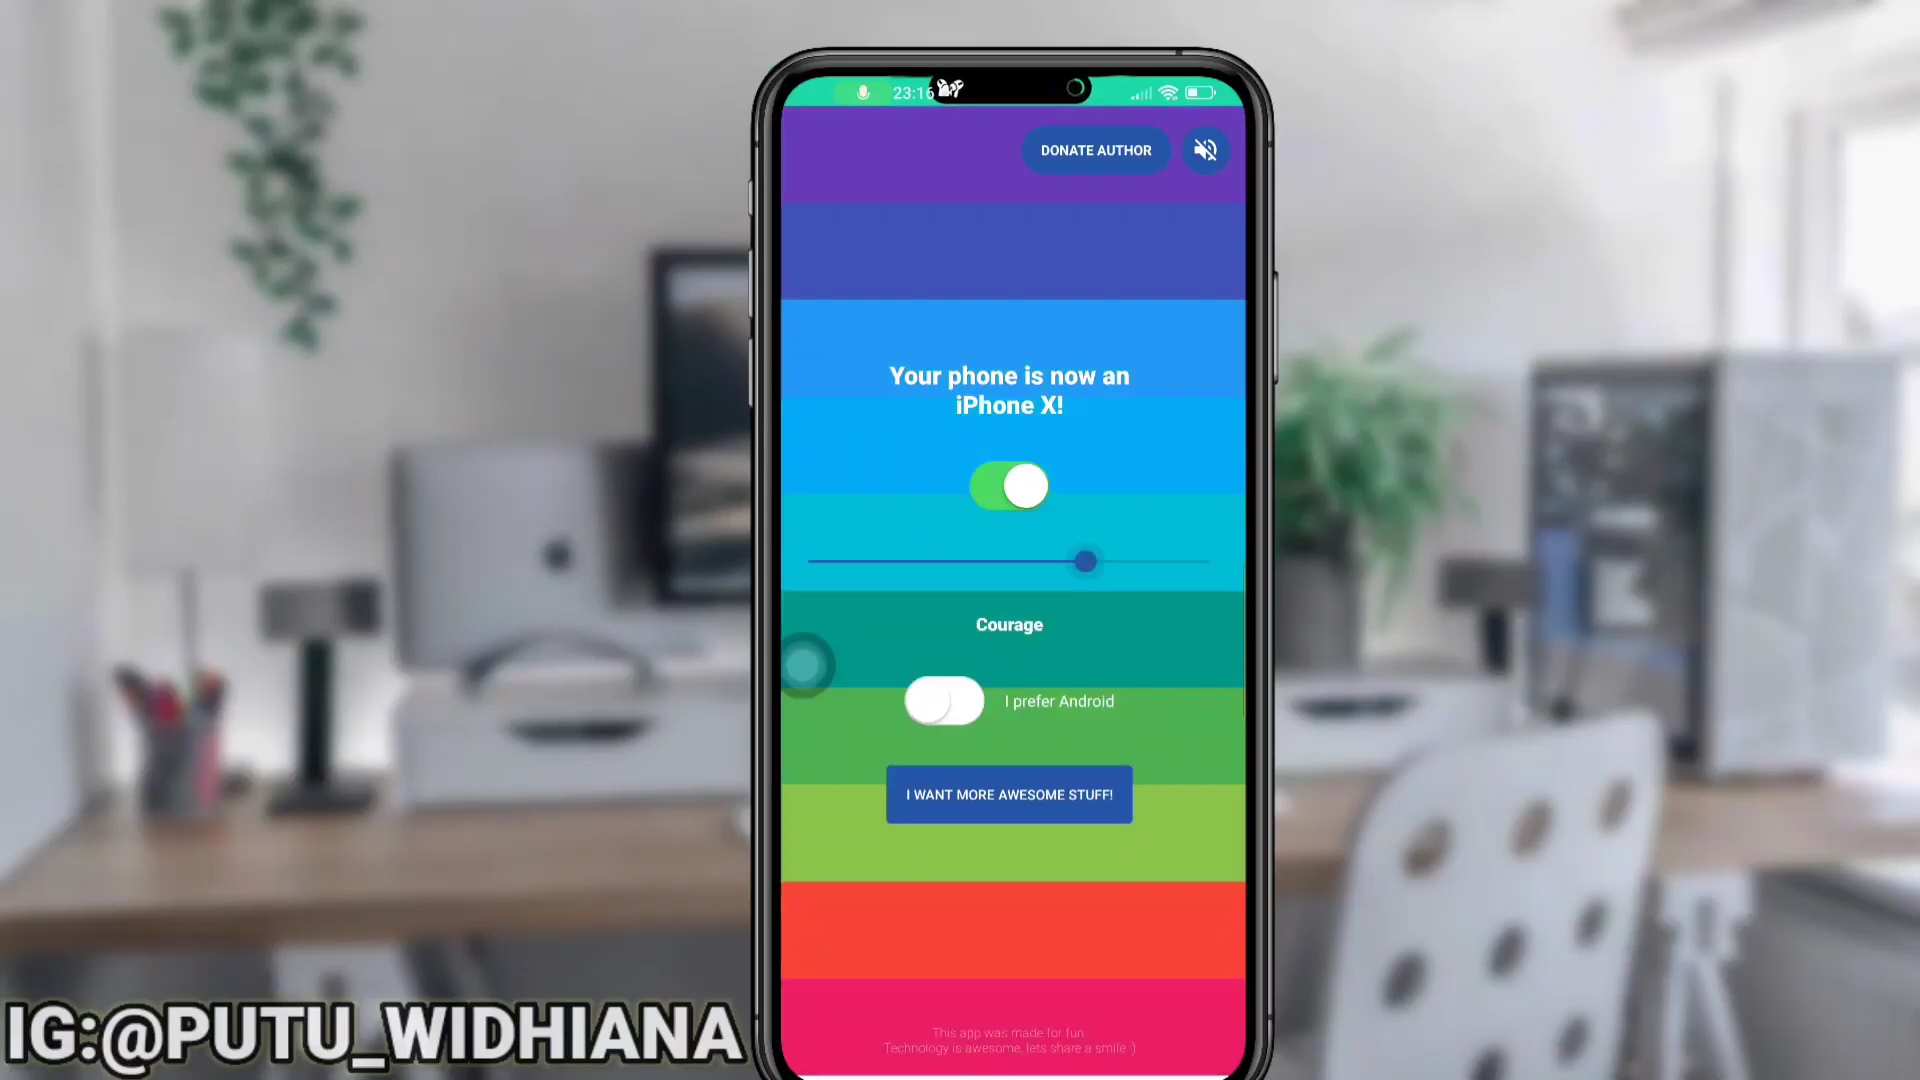 23:16
DONATE AUTHOR
Your phone is now an
iPhone X!
Courage
I prefer Android
I WANT MORE AWESOME STUFF!
This app was made for fun
Technology is awesome, lets share a smile :)
IG:@PUTU_WIDHIANA